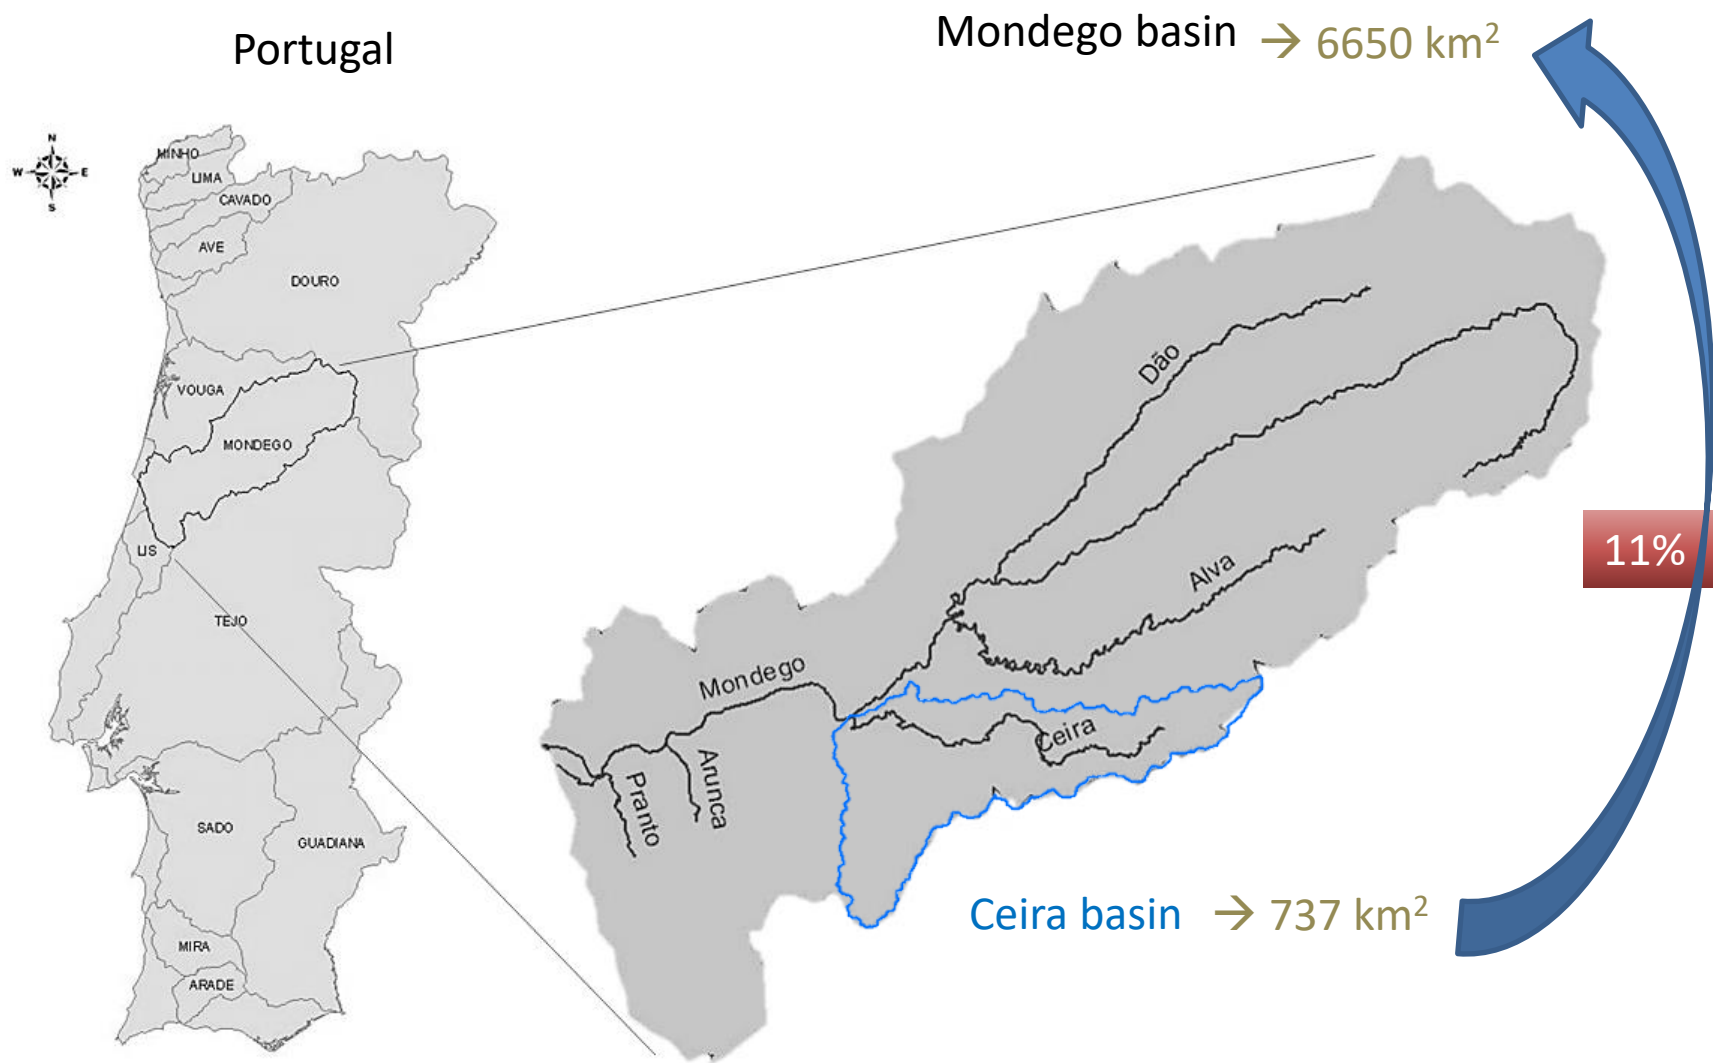 Portugal
Mondego basin → 6650 km²
N
W E
S
MINHO
LIMA
CAVADO
AVE
DOURO
VOUGA
MONDEGO
LIS
TEJO
SADO
GUADIANA
MIRA
ARADE
Dão
Alva
Mondego
Ceira
Arunca
Pranto
11%
Ceira basin → 737 km²